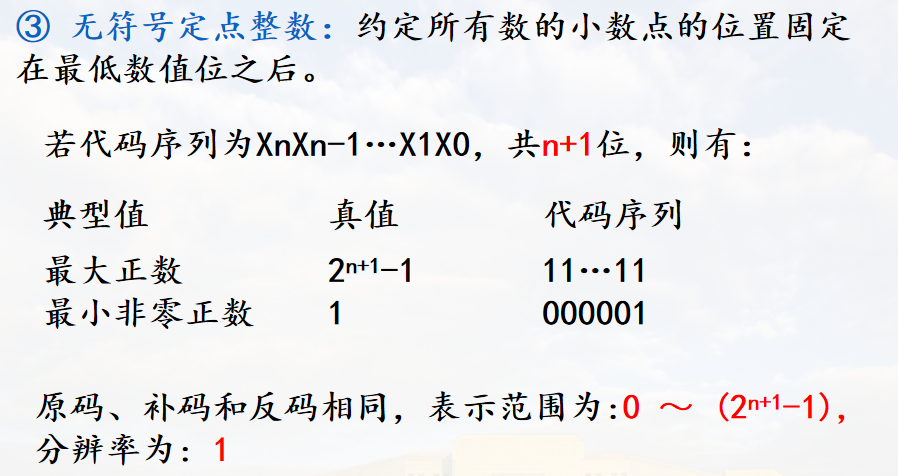 ③ 无符号定点整数：约定所有数的小数点的位置固定
在最低数值位之后。
若代码序列为XnXn-1…X1X0，共n+1位，则有：
典型值 真值 代码序列
最大正数 2ⁿ⁺¹-1 11…11
最小非零正数 1 000001
原码、补码和反码相同，表示范围为:0 ～ (2ⁿ⁺¹-1),
分辨率为：1